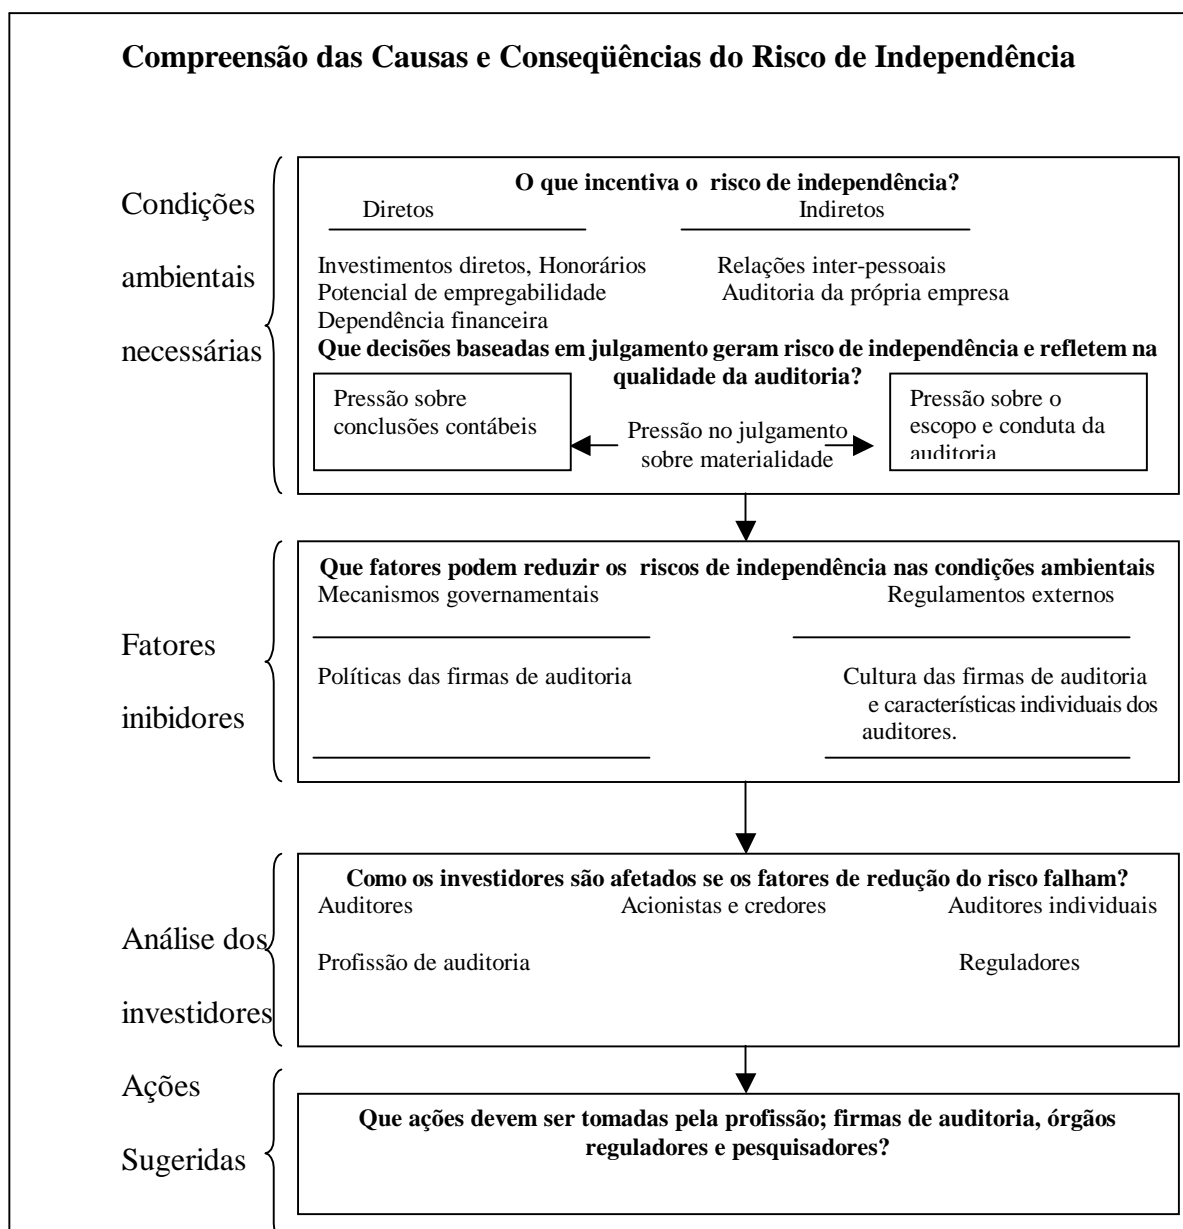 Compreensão das Causas e Conseqüências do Risco de Independência
Condições
ambientais
necessárias
O que incentiva o risco de independência?
Diretos
Indiretos
Investimentos diretos, Honorários
Potencial de empregabilidade
Dependência financeira
Relações inter-pessoais
Auditoria da própria empresa
Que decisões baseadas em julgamento geram risco de independência e refletem na
qualidade da auditoria?
Pressão sobre
conclusões contábeis
Pressão no julgamento
sobre materialidade
Pressão sobre o
escopo e conduta da
auditoria
Fatores
inibidores
Que fatores podem reduzir os riscos de independência nas condições ambientais
Mecanismos governamentais
Regulamentos externos
Políticas das firmas de auditoria
Cultura das firmas de auditoria
e características individuais dos
auditores.
Análise dos
investidores
Como os investidores são afetados se os fatores de redução do risco falham?
Auditores
Acionistas e credores
Auditores individuais
Profissão de auditoria
Reguladores
Ações
Sugeridas
Que ações devem ser tomadas pela profissão; firmas de auditoria, órgãos
reguladores e pesquisadores?